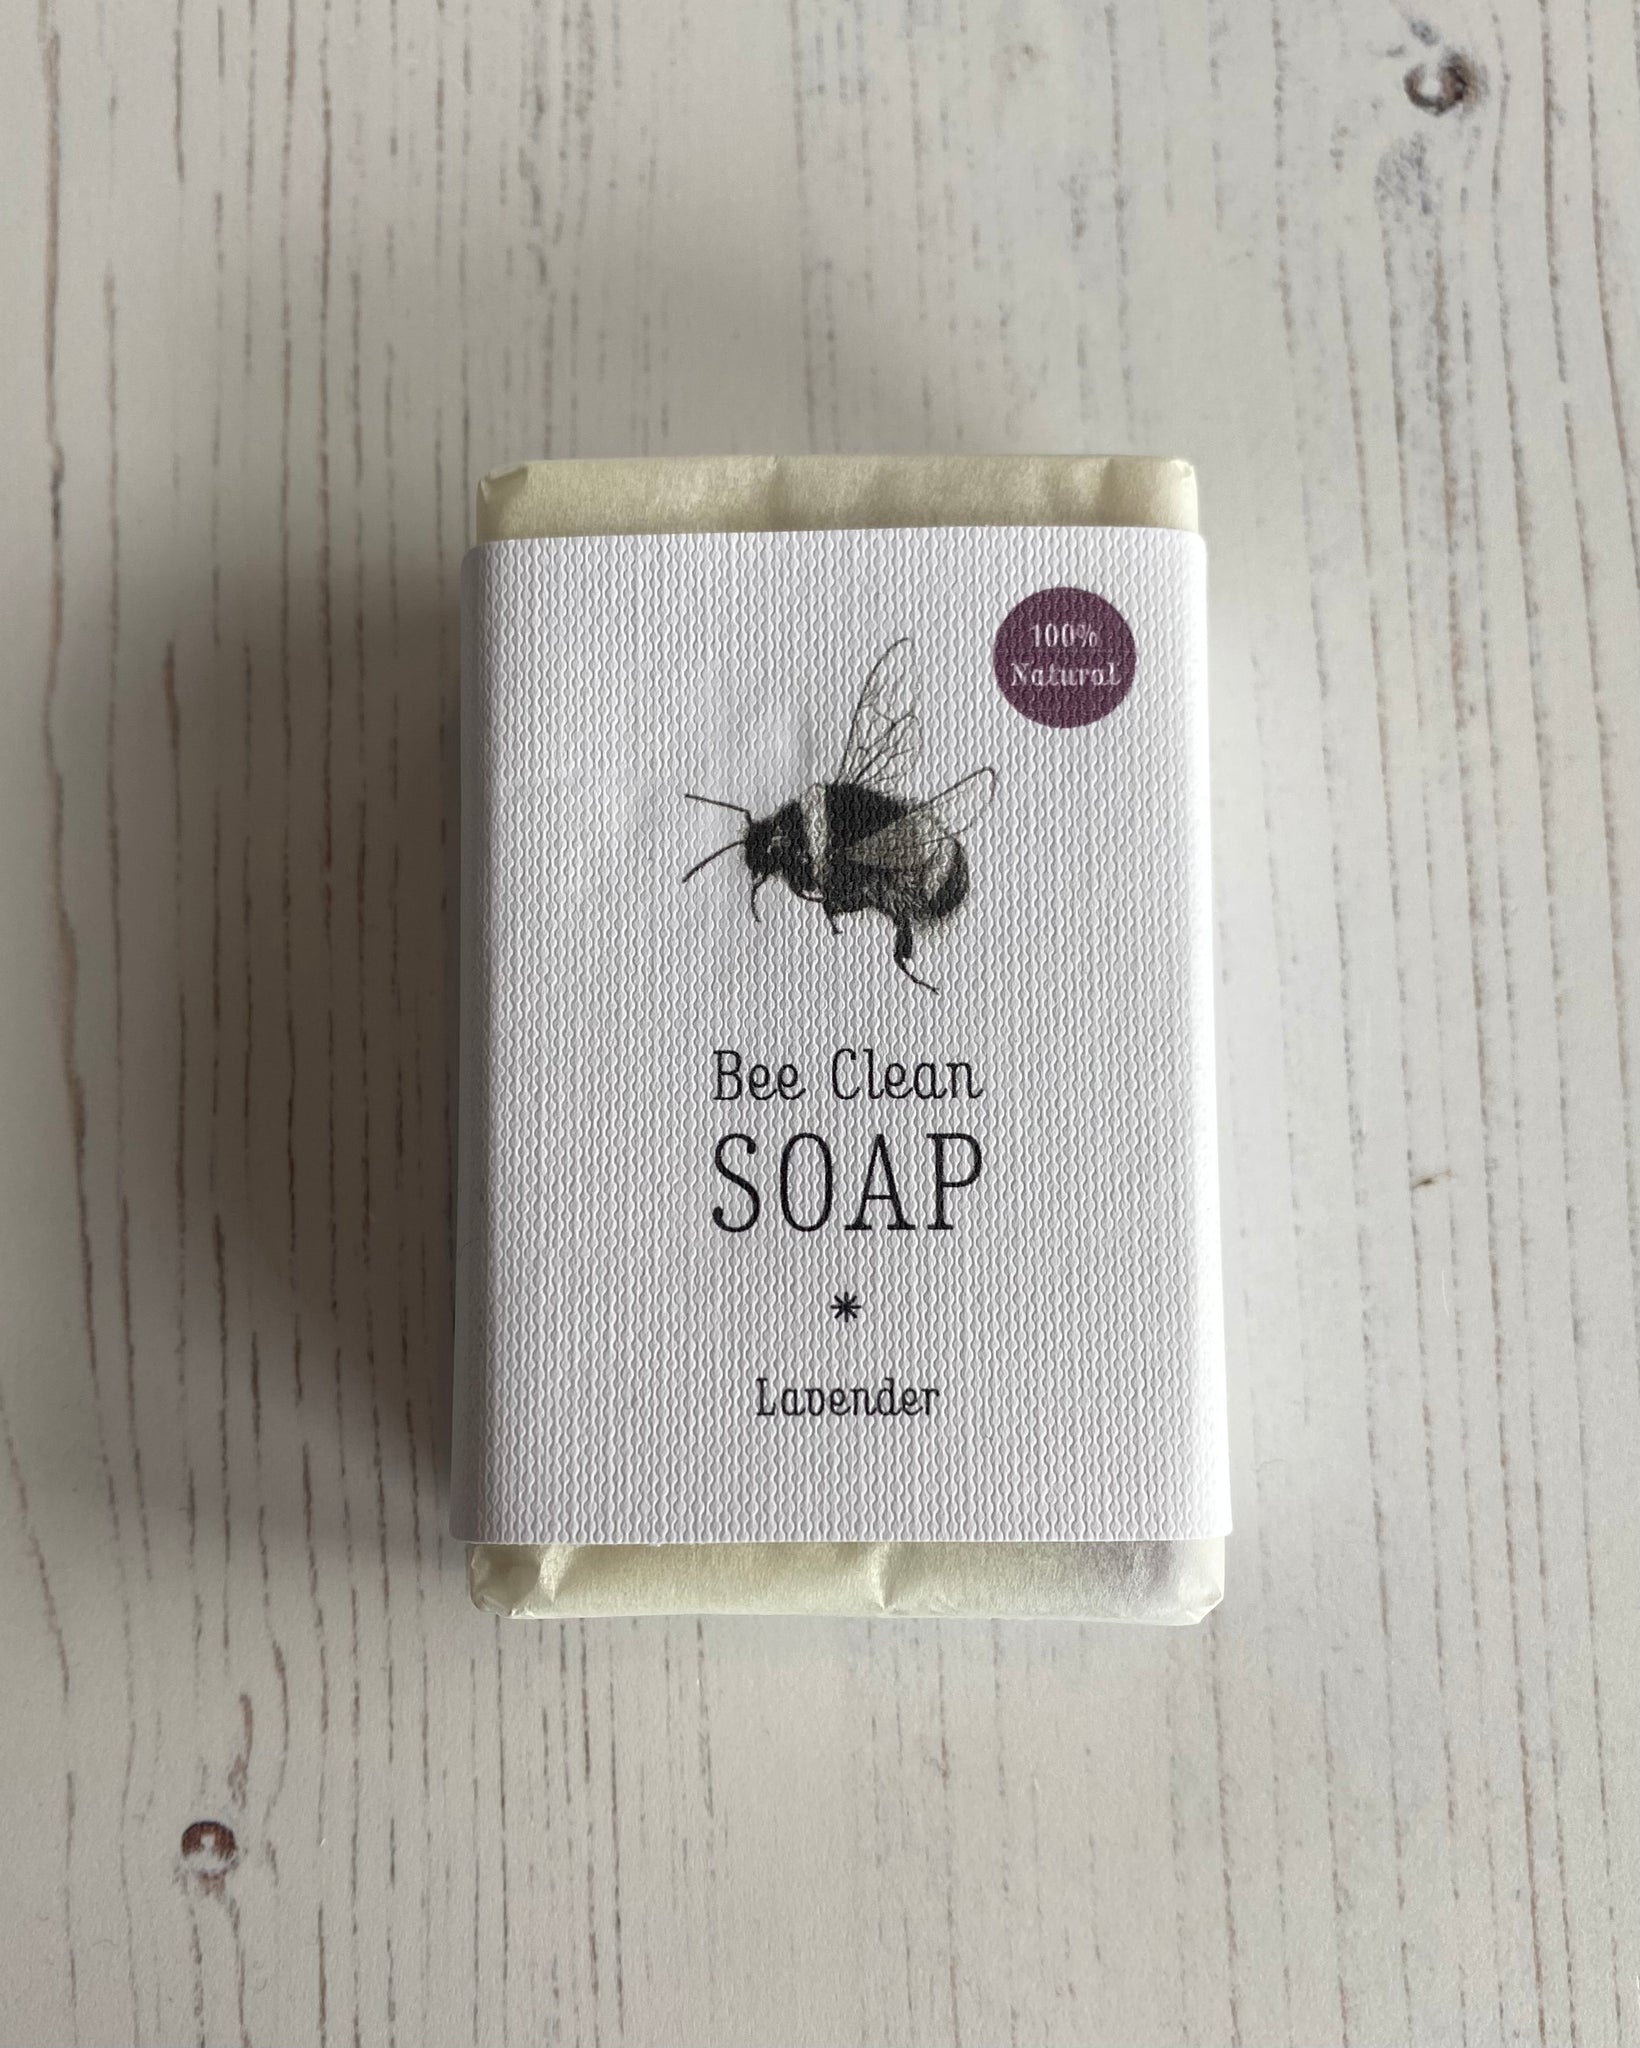 100%
Natural
Bee Clean
SOAP
*
Lavender